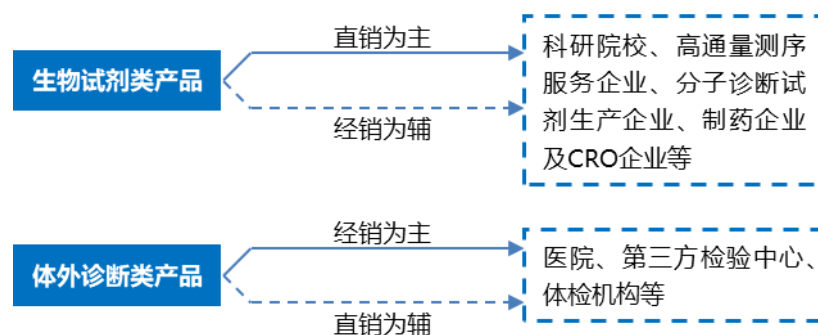 直销为主
生物试剂类产品
经销为辅
科研院校、高通量测序
服务企业、分子诊断试
剂生产企业、制药企业
及CRO企业等
经销为主
体外诊断类产品
直销为辅
医院、第三方检验中心、
体检机构等